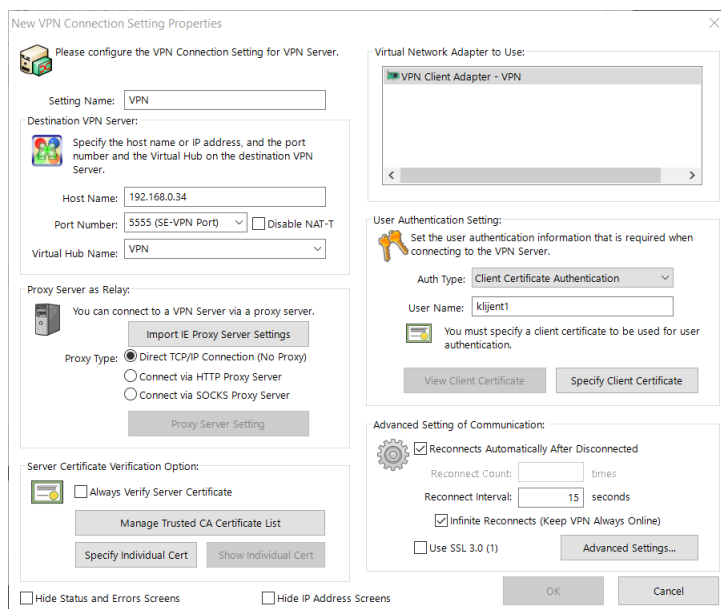 New VPN Connection Setting Properties
Please configure the VPN Connection Setting for VPN Server.
Setting Name: VPN
Destination VPN Server:
Specify the host name or IP address, and the port
number and the Virtual Hub on the destination VPN
Server.
Host Name: 192.168.0.34
Port Number: 5555 (SE-VPN Port) Disable NAT-T
Virtual Hub Name: VPN
Proxy Server as Relay:
You can connect to a VPN Server via a proxy server.
Import IE Proxy Server Settings
Proxy Type: Direct TCP/IP Connection (No Proxy)
Connect via HTTP Proxy Server
Connect via SOCKS Proxy Server
Proxy Server Setting
Server Certificate Verification Option:
Always Verify Server Certificate
Manage Trusted CA Certificate List
Specify Individual Cert Show Individual Cert
Hide Status and Errors Screens Hide IP Address Screens
Virtual Network Adapter to Use:
VPN Client Adapter - VPN
User Authentication Setting:
Set the user authentication information that is required when
connecting to the VPN Server.
Auth Type: Client Certificate Authentication
User Name: klijent1
You must specify a client certificate to be used for user
authentication.
View Client Certificate Specify Client Certificate
Advanced Setting of Communication:
Reconnects Automatically After Disconnected
Reconnect Count: times
Reconnect Interval: 15 seconds
Infinite Reconnects (Keep VPN Always Online)
Use SSL 3.0 (1) Advanced Settings...
OK Cancel